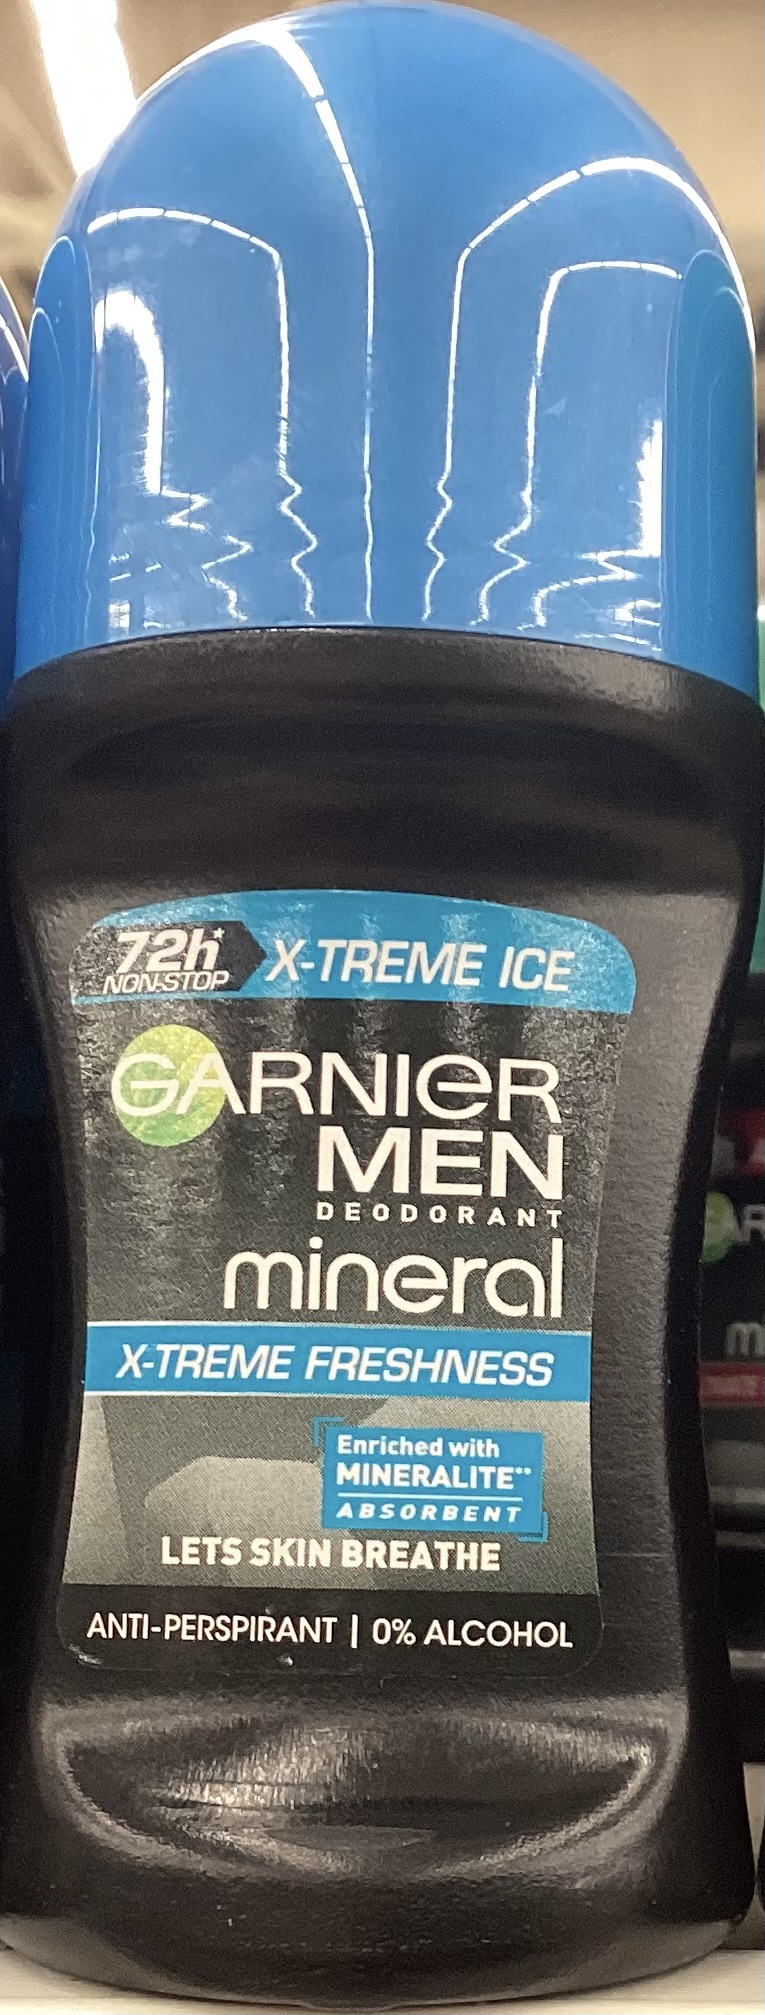 72h* X-TREME ICE
NON-STOP
GARNIER
MEN
DEODORANT
mineral
X-TREME FRESHNESS
Enriched with
MINERALITE**
ABSORBENT
LETS SKIN BREATHE
ANTI-PERSPIRANT | 0% ALCOHOL